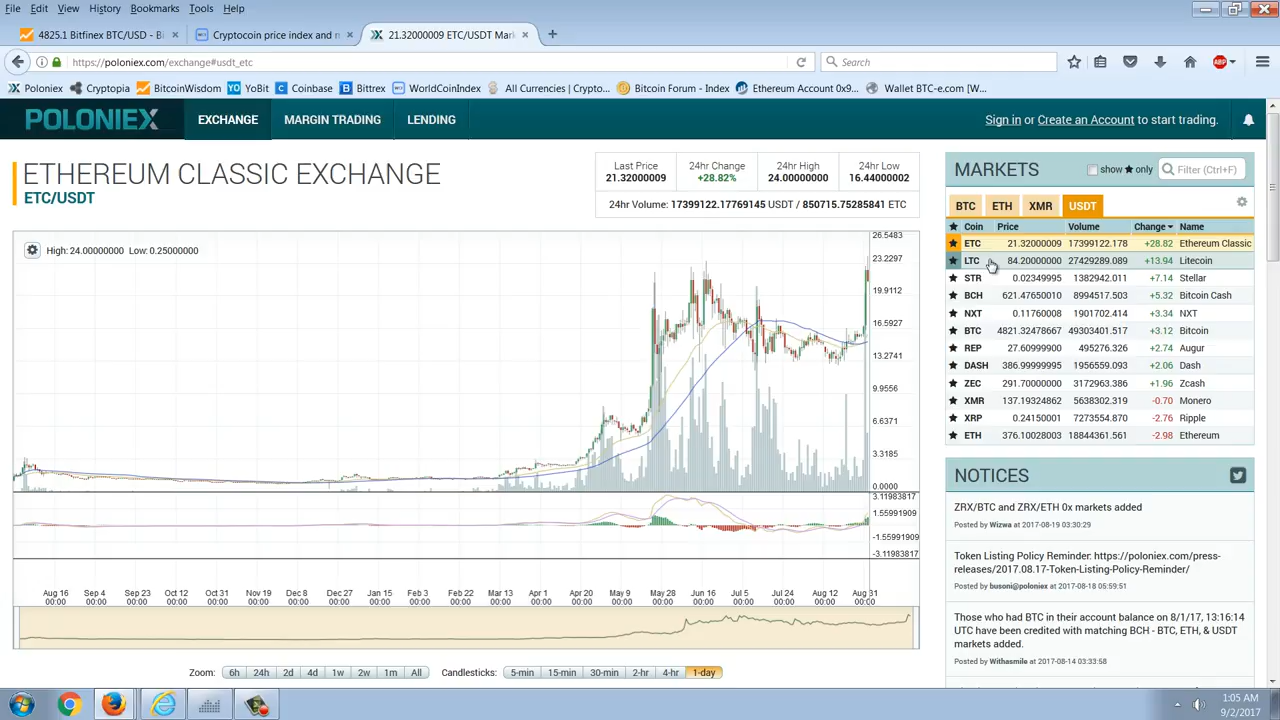 File Edit View History Bookmarks Tools Help
4825.1 Bitfinex BTC/USD - Bi
Cryptocoin price index and m
21.32000009 ETC/USDT Mark
https://poloniex.com/exchange#usdt_etc
Search
ABP
Poloniex Cryptopia BitcoinWisdom YO YoBit Coinbase Bittrex WorldCoinIndex All Currencies | Crypto... Bitcoin Forum - Index Ethereum Account 0x9... Wallet BTC-e.com [W...
POLONIEX EXCHANGE MARGIN TRADING LENDING
Sign in or Create an Account to start trading.
ETHEREUM CLASSIC EXCHANGE
ETC/USDT
Last Price 24hr Change 24hr High 24hr Low
21.32000009 +28.82% 24.00000000 16.44000002
24hr Volume: 17399122.17769145 USDT / 850715.75285841 ETC
High: 24.00000000 Low: 0.25000000
26.5483
23.2297
19.9112
16.5927
13.2741
9.9556
6.6371
0.0000
3.11983817
1.55991909
-1.55991909
-3.11983817
Aug 16 Sep 4 Sep 23 Oct 12 Oct 31 Nov 19 Dec 8 Dec 27 Jan 15 Feb 3 Feb 22 Mar 13 Apr 1 Apr 20 May 9 May 28 Jun 16 Jul 5 Jul 24 Aug 12 Aug 31
00:00 00:00 00:00 00:00 00:00 00:00 00:00 00:00 00:00 00:00 00:00 00:00 00:00 00:00 00:00 00:00 00:00 00:00 00:00 00:00 00:00
Zoom: 6h 24h 2d 4d 1w 2w 1m All Candlesticks: 5-min 15-min 30-min 2-hr 4-hr 1-day
MARKETS show ★ only Filter (Ctrl+F)
BTC ETH XMR USDT
★ Coin Price Volume Change Name
★ ETC 21.32000009 17399122.178 +28.82 Ethereum Classic
★ LTC 84.20000000 27429289.089 +13.94 Litecoin
★ STR 0.02349995 1382942.011 +7.14 Stellar
★ BCH 621.47650010 8994517.503 +5.32 Bitcoin Cash
★ NXT 0.11760008 1901702.414 +3.34 NXT
★ BTC 4821.32478667 49303401.517 +3.12 Bitcoin
★ REP 27.60999900 495276.326 +2.74 Augur
★ DASH 386.99999995 1956559.093 +2.06 Dash
★ ZEC 291.70000000 3172963.386 +1.96 Zcash
★ XMR 137.19324862 5638302.319 -0.70 Monero
★ XRP 0.24150001 7273554.870 -2.76 Ripple
★ ETH 376.10028003 18844361.561 -2.98 Ethereum
NOTICES
ZRX/BTC and ZRX/ETH 0x markets added
Posted by Wizwa at 2017-08-19 03:30:29
Token Listing Policy Reminder: https://poloniex.com/press-
releases/2017.08.17-Token-Listing-Policy-Reminder/
Posted by busoni@poloniex at 2017-08-18 05:59:51
Those who had BTC in their account balance on 8/1/17, 13:16:14
UTC have been credited with matching BCH - BTC, ETH, & USDT
markets added.
Posted by Withasmile at 2017-08-14 03:33:58
1:05 AM
9/2/2017